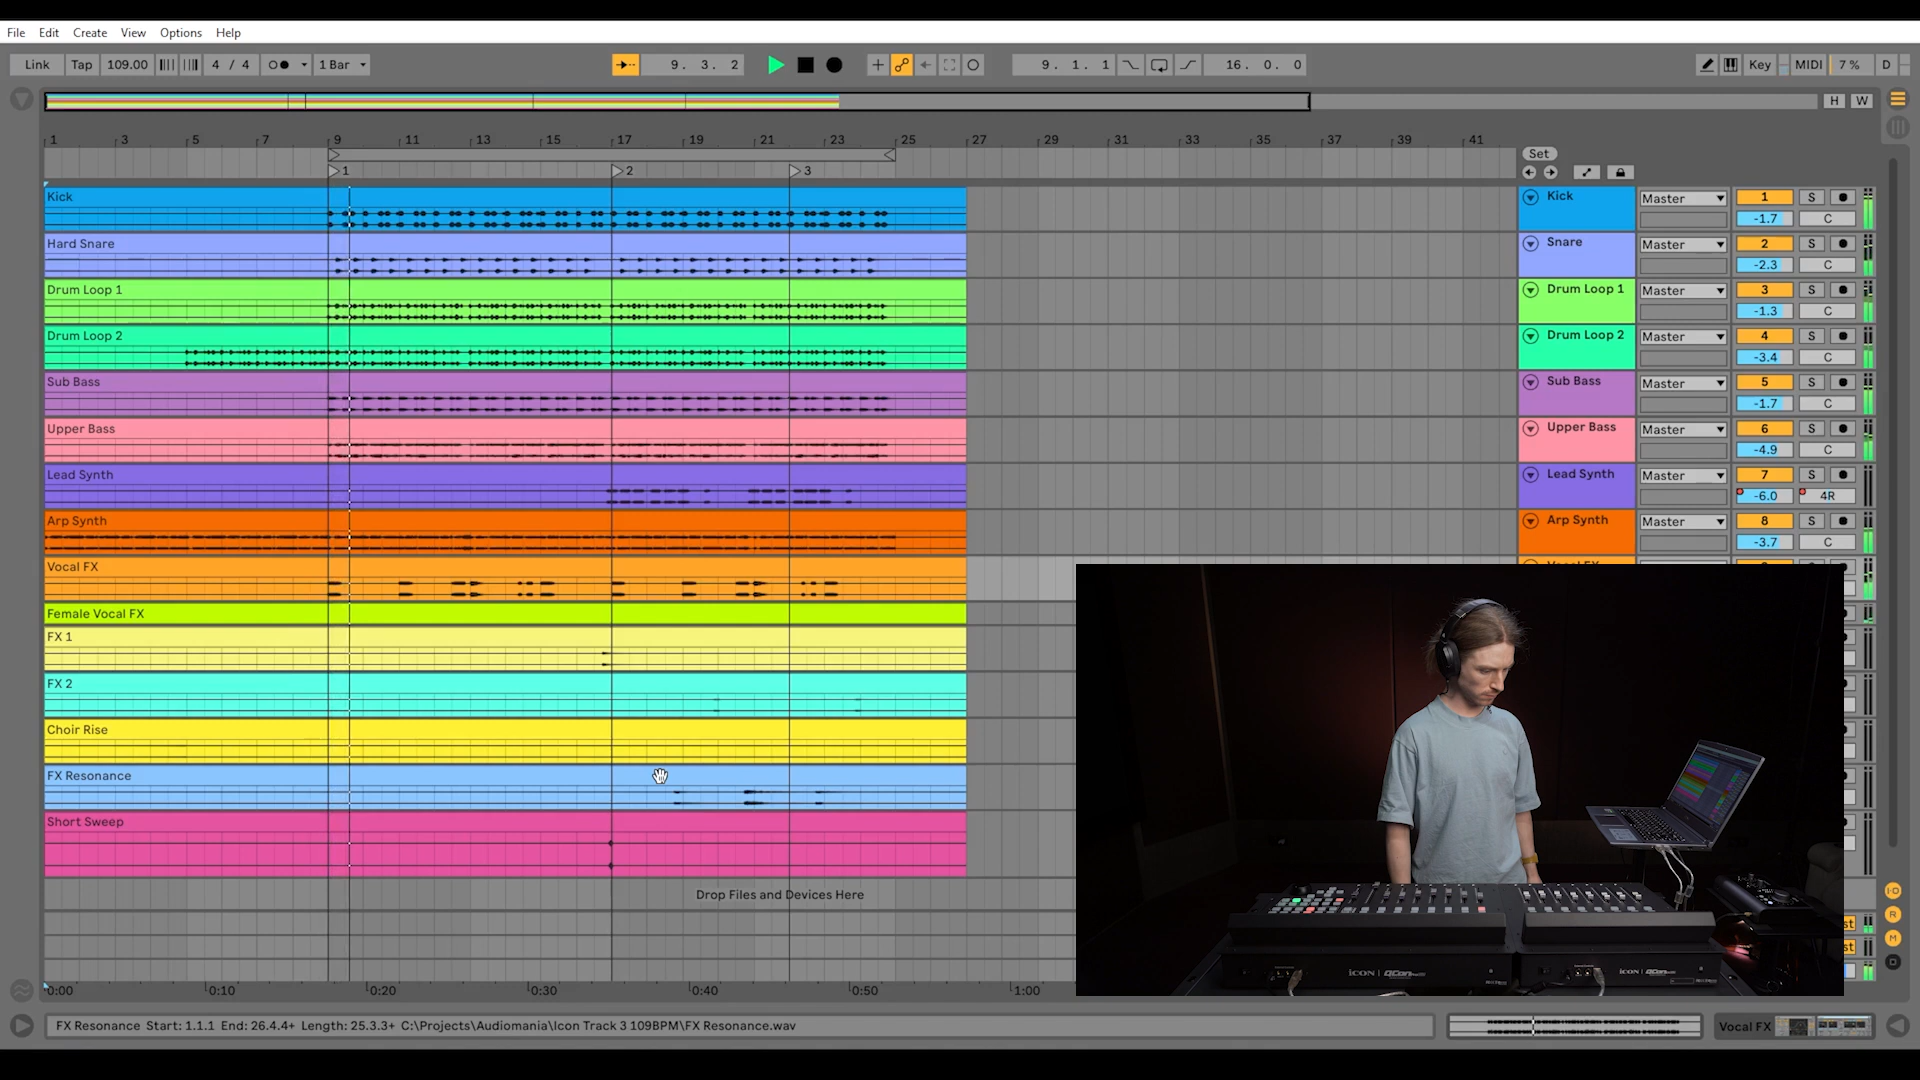 File Edit Create View Options Help
Link Tap 109.00 4 / 4 1 Bar 9. 3. 2 9. 1. 1 16. 0. 0 Key MIDI 7 % D
H W
1 3 5 7 9 11 13 15 17 19 21 23 25 27 29 31 33 35 37 39 41
Set
1 2 3
Kick Kick Master 1 S
-1.7 C
Hard Snare Snare Master 2 S
-2.3 C
Drum Loop 1 Drum Loop 1 Master 3 S
-1.3 C
Drum Loop 2 Drum Loop 2 Master 4 S
-3.4 C
Sub Bass Sub Bass Master 5 S
-1.7 C
Upper Bass Upper Bass Master 6 S
-4.9 C
Lead Synth Lead Synth Master 7 S
-6.0 4R
Arp Synth Arp Synth Master 8 S
-3.7 C
Vocal FX
Female Vocal FX
FX 1
FX 2
Choir Rise
FX Resonance
Short Sweep
Drop Files and Devices Here
I·O
R
st
M
st
iCON QCon iCON QCon
0:00 0:10 0:20 0:30 0:40 0:50 1:00
FX Resonance Start: 1.1.1 End: 26.4.4+ Length: 25.3.3+ C:\Projects\Audiomania\Icon Track 3 109BPM\FX Resonance.wav
Vocal FX